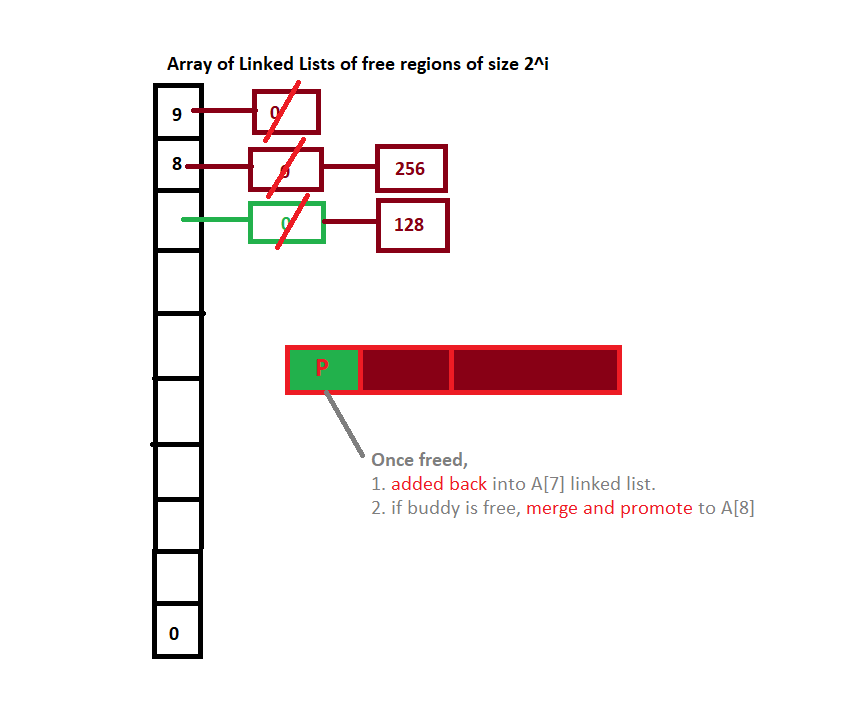 Array of Linked Lists of free regions of size 2^i
9 0
8 0 256
0 128
P
Once freed,
1. added back into A[7] linked list.
2. if buddy is free, merge and promote to A[8]
0